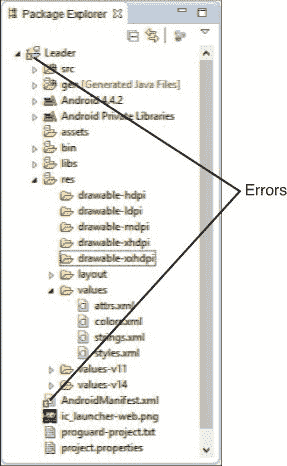 Package Explorer
Leader
src
gen [Generated Java Files]
Android 4.4.2
Android Private Libraries
assets
bin
libs
res
drawable-hdpi
drawable-ldpi
drawable-mdpi
drawable-xhdpi
drawable-xxhdpi
layout
values
attrs.xml
colors.xml
strings.xml
styles.xml
values-v11
values-v14
AndroidManifest.xml
ic_launcher-web.png
proguard-project.txt
project.properties
Errors